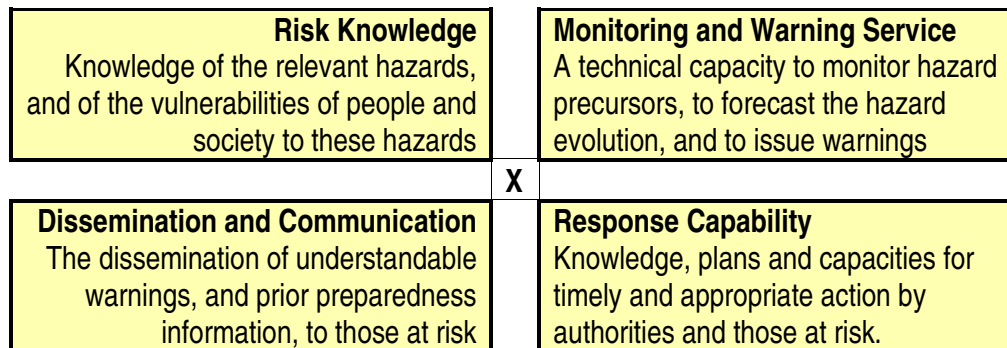 Risk Knowledge
Knowledge of the relevant hazards,
and of the vulnerabilities of people and
society to these hazards
Monitoring and Warning Service
A technical capacity to monitor hazard
precursors, to forecast the hazard
evolution, and to issue warnings
X
Dissemination and Communication
The dissemination of understandable
warnings, and prior preparedness
information, to those at risk
Response Capability
Knowledge, plans and capacities for
timely and appropriate action by
authorities and those at risk.